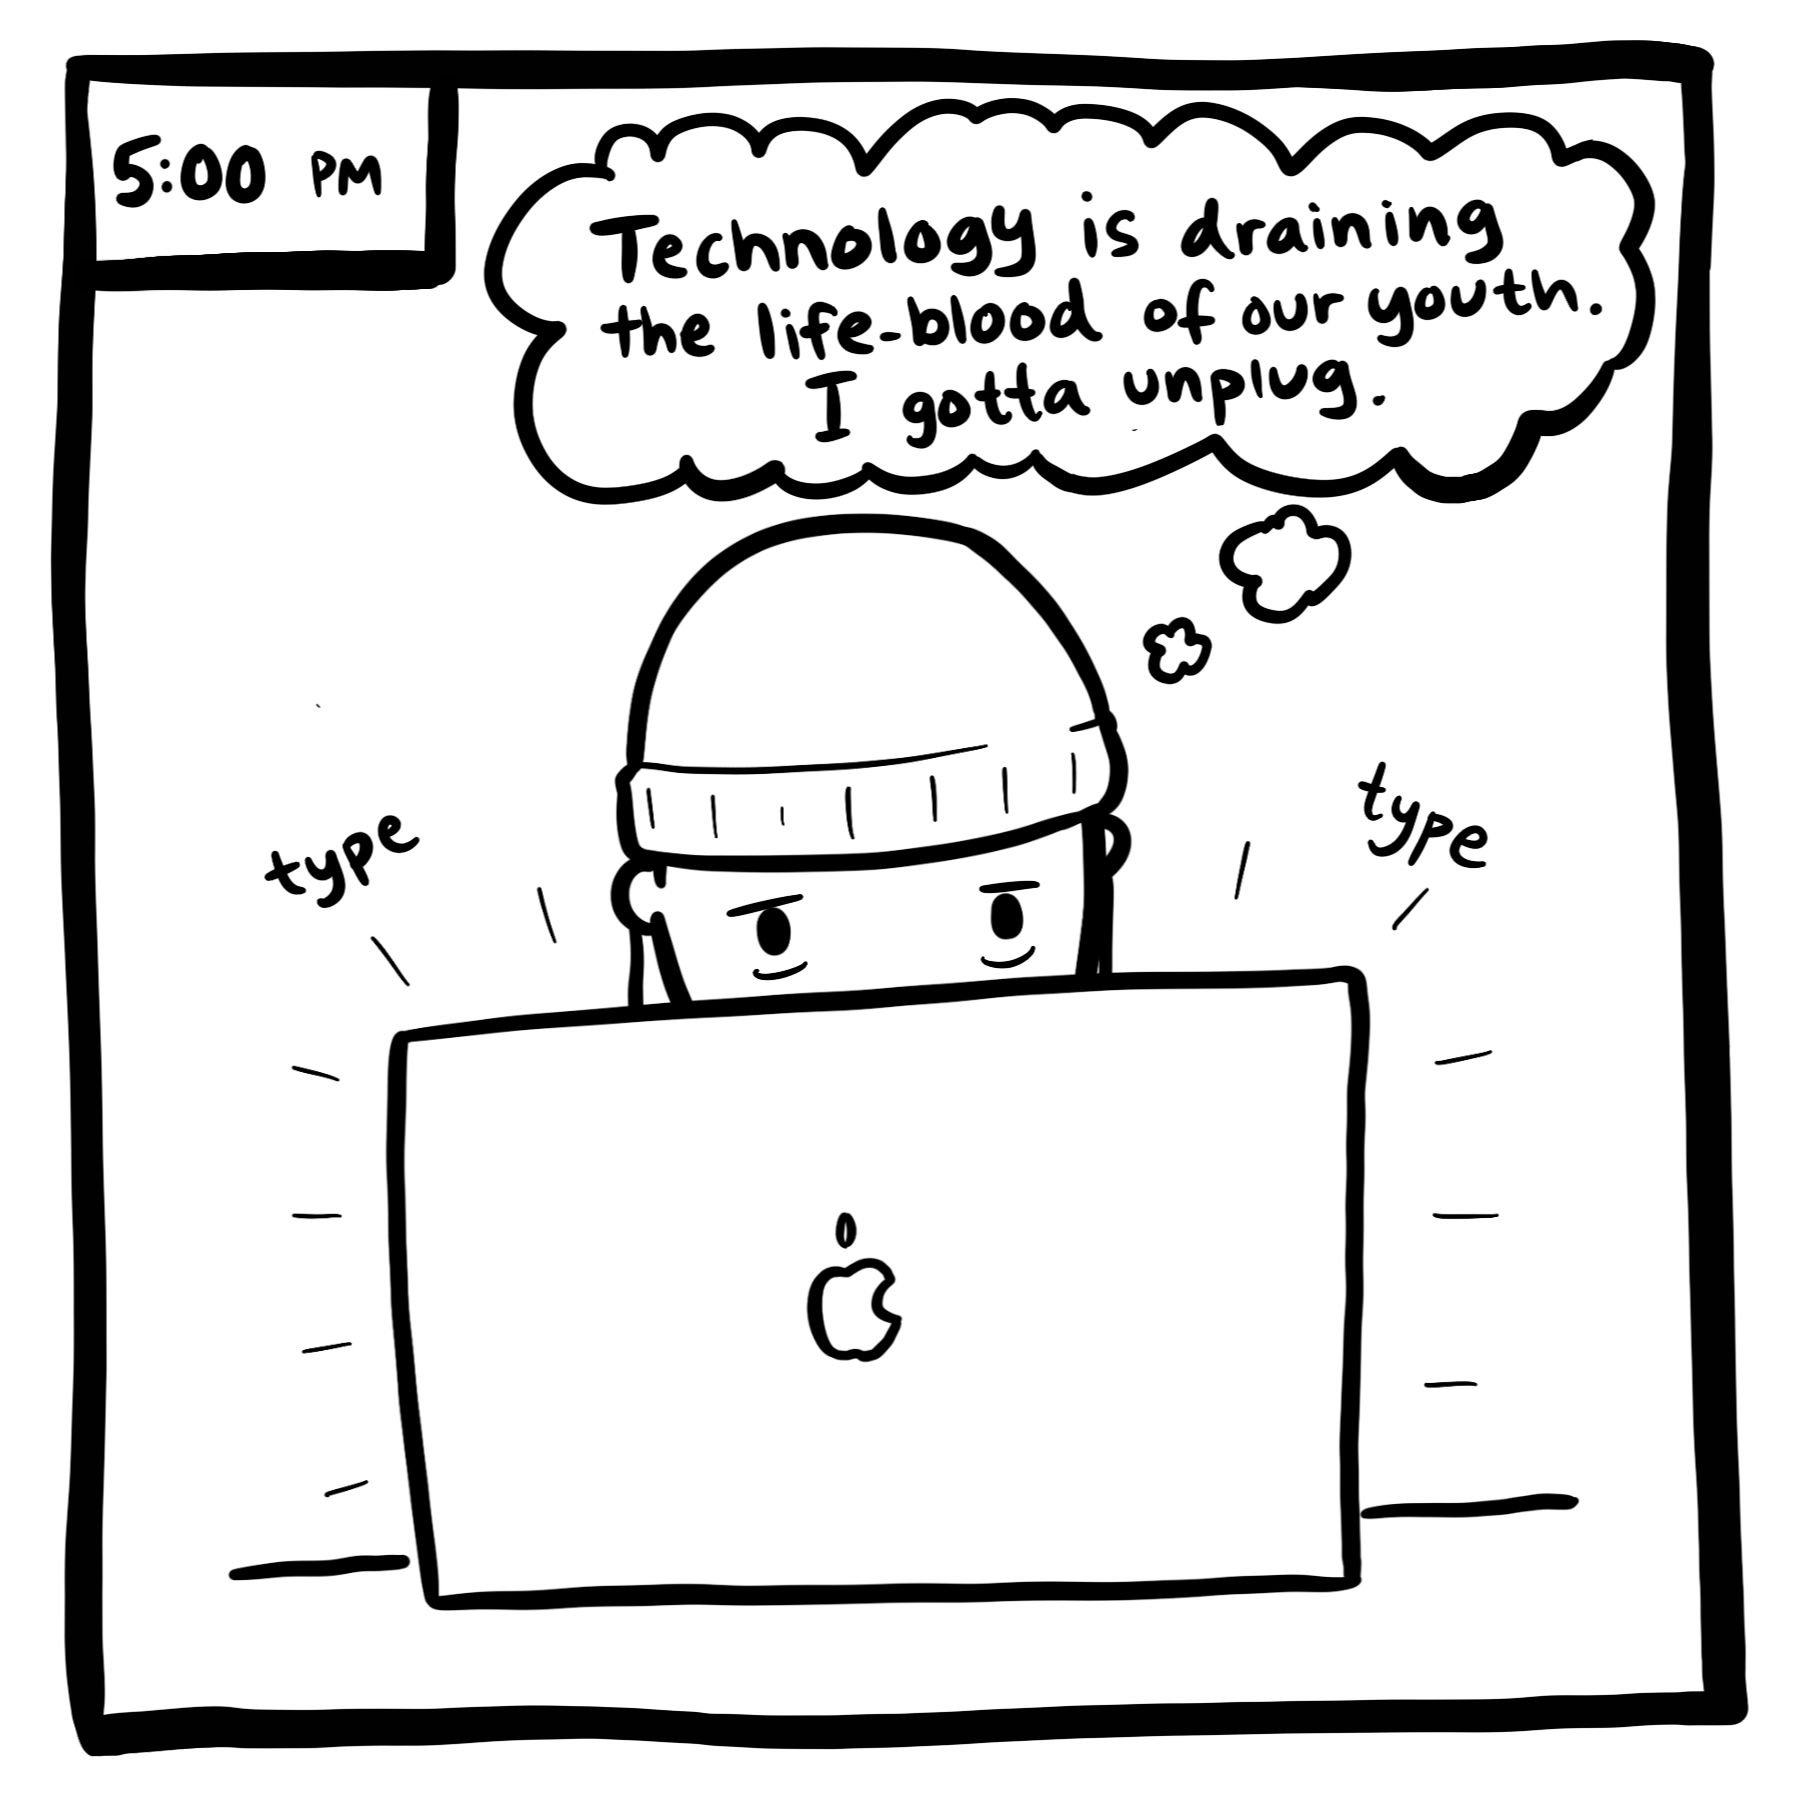 5:00 PM
Technology is draining
the life-blood of our youth.
I gotta unplug.
type
type